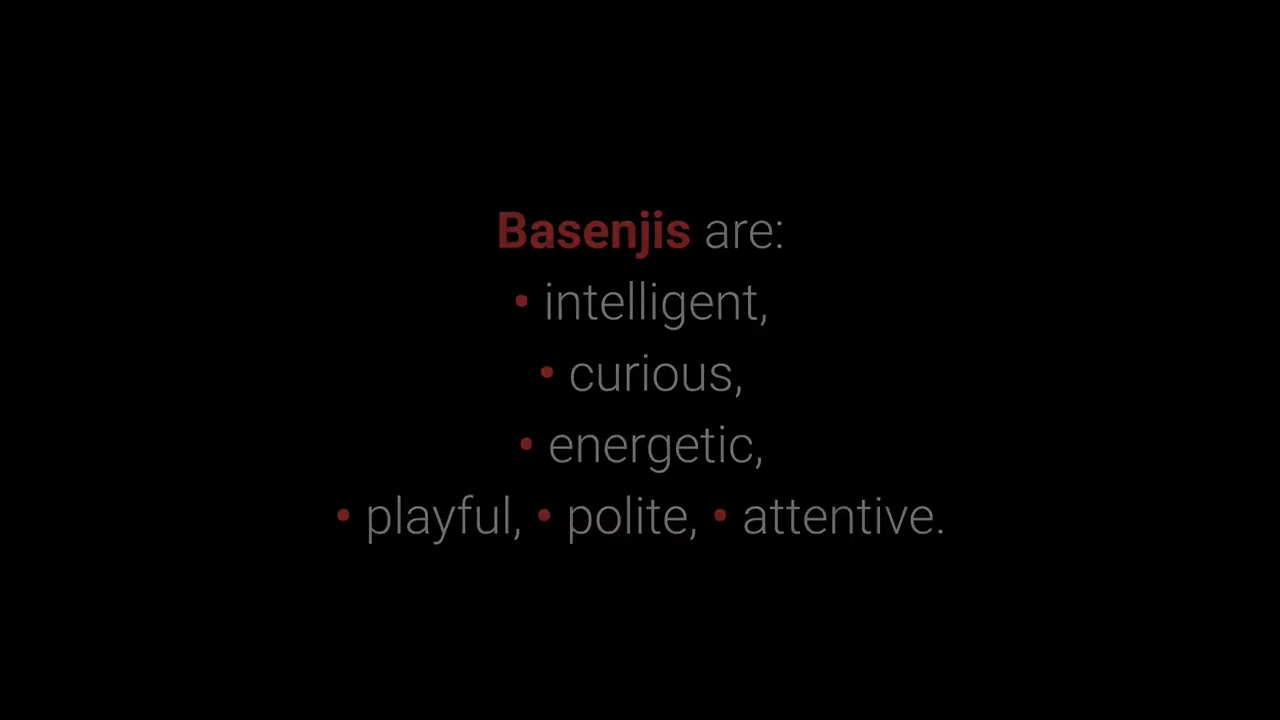 Basenjis are:
• intelligent,
• curious,
• energetic,
• playful, • polite, • attentive.